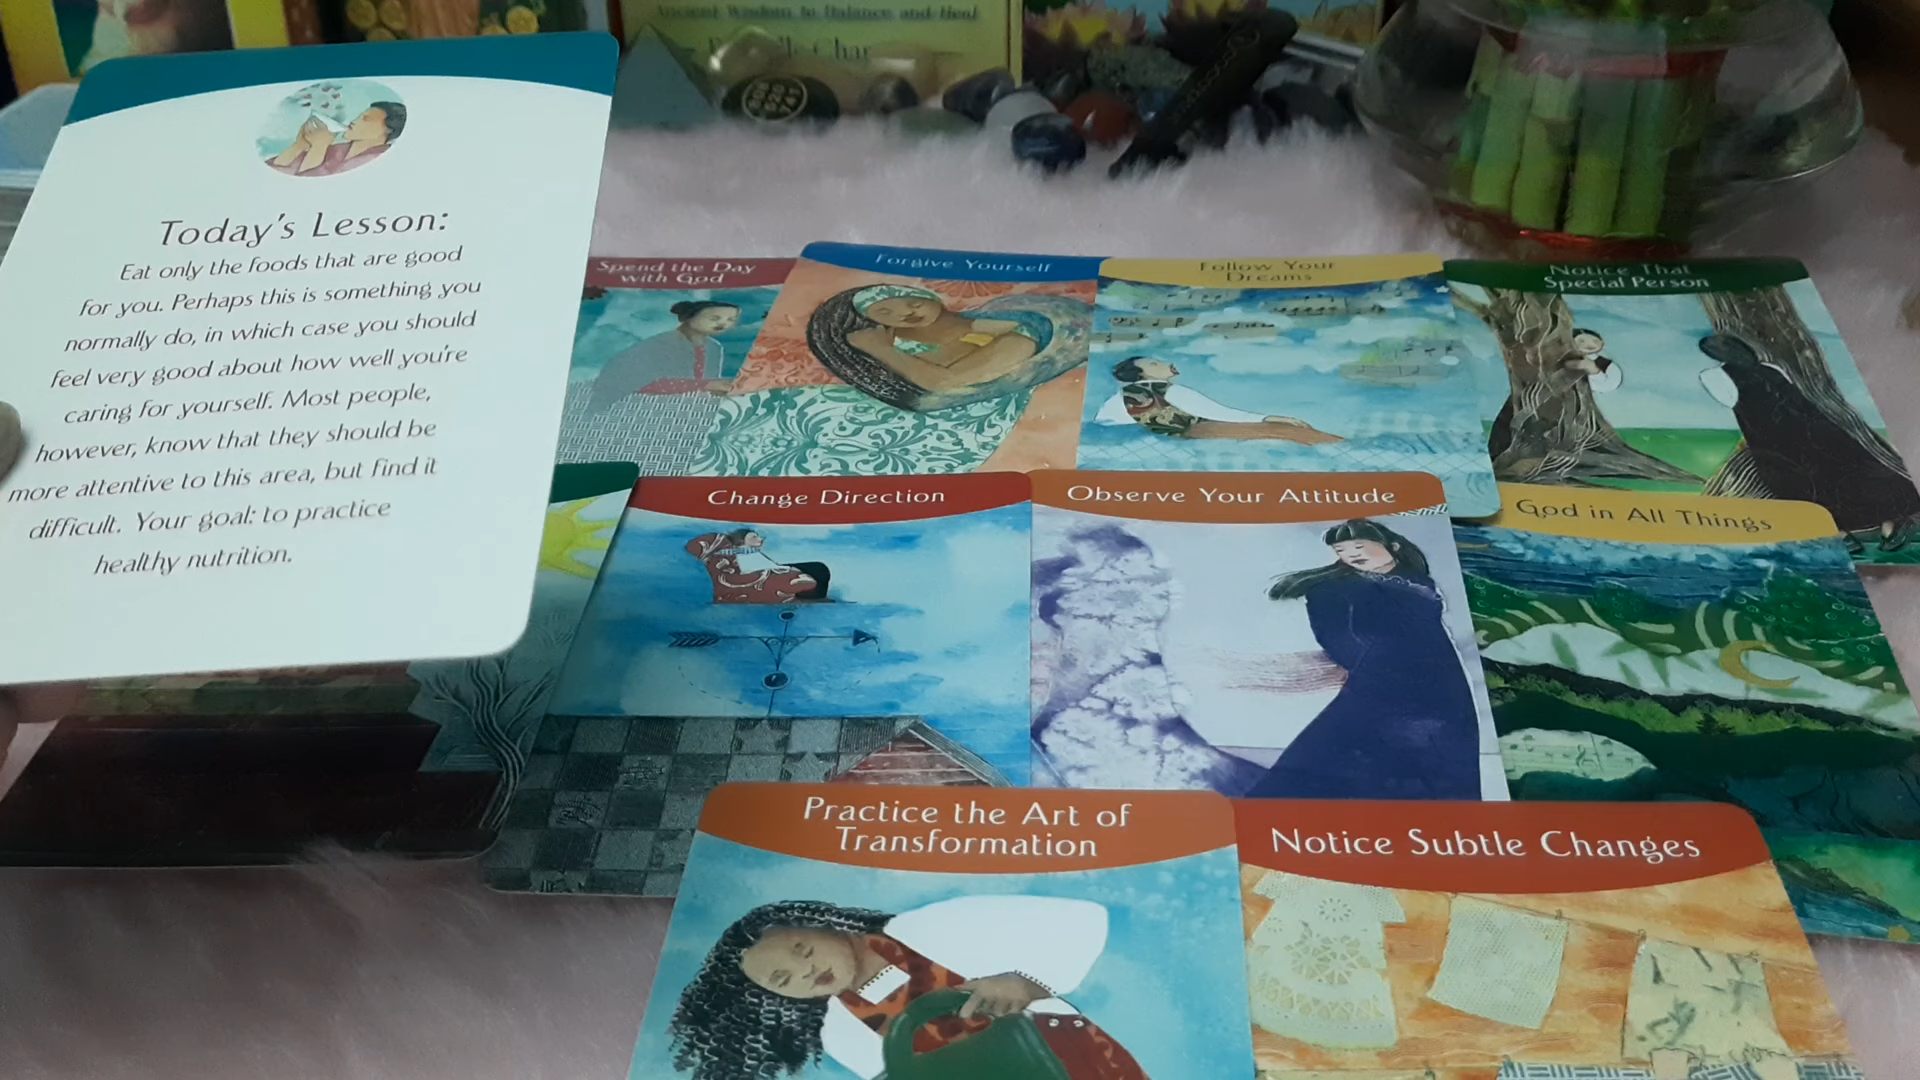 Ancient Wisdom to Balance and Heal
Today's Lesson:
Eat only the foods that are good
for you. Perhaps this is something you
normally do, in which case you should
feel very good about how well you're
caring for yourself. Most people,
however, know that they should be
more attentive to this area, but find it
difficult. Your goal: to practice
healthy nutrition.
Spend the Day
with God
Forgive Yourself
Follow Your
Dreams
Notice That
Special Person
Change Direction
Observe Your Attitude
God in All Things
Practice the Art of
Transformation
Notice Subtle Changes